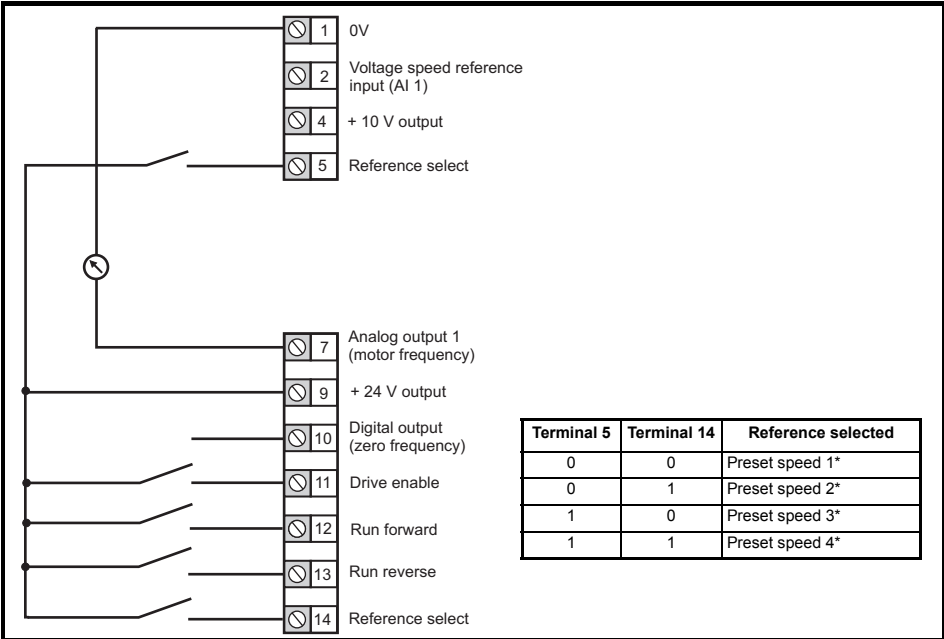 1 0V
2 Voltage speed reference
input (AI 1)
4 + 10 V output
5 Reference select
7 Analog output 1
(motor frequency)
9 + 24 V output
10 Digital output
(zero frequency)
11 Drive enable
12 Run forward
13 Run reverse
14 Reference select
Terminal 5 Terminal 14 Reference selected
0 0 Preset speed 1*
0 1 Preset speed 2*
1 0 Preset speed 3*
1 1 Preset speed 4*